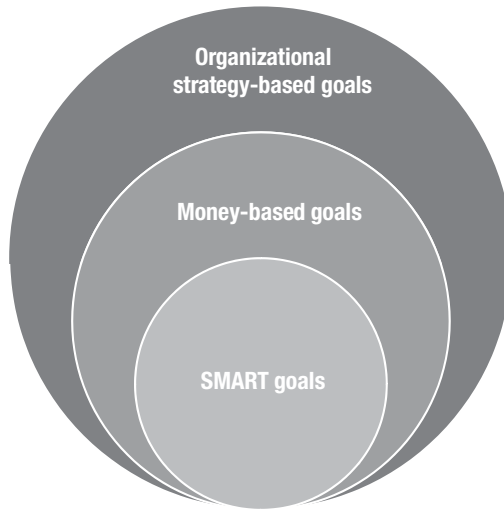 Organizational
strategy-based goals
Money-based goals
SMART goals